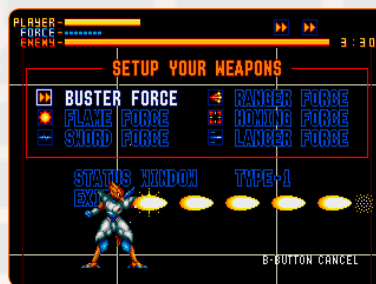 PLAYER-
FORCE-
ENEMY-
3:30
SETUP YOUR WEAPONS
BUSTER FORCE RANGER FORCE
FLAME FORCE HOMING FORCE
SWORD FORCE LANCER FORCE
STATUS WINDOW TYPE-1
EXIT
B-BUTTON CANCEL